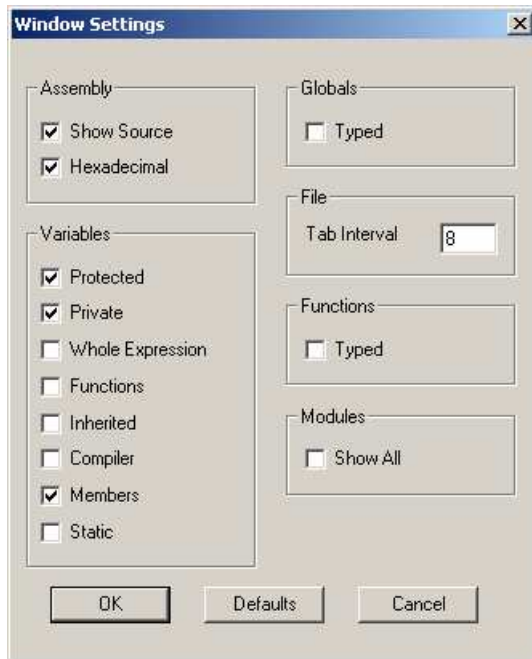 Window Settings
Assembly
Show Source
Hexadecimal
Variables
Protected
Private
Whole Expression
Functions
Inherited
Compiler
Members
Static
Globals
Typed
File
Tab Interval 8
Functions
Typed
Modules
Show All
OK Defaults Cancel